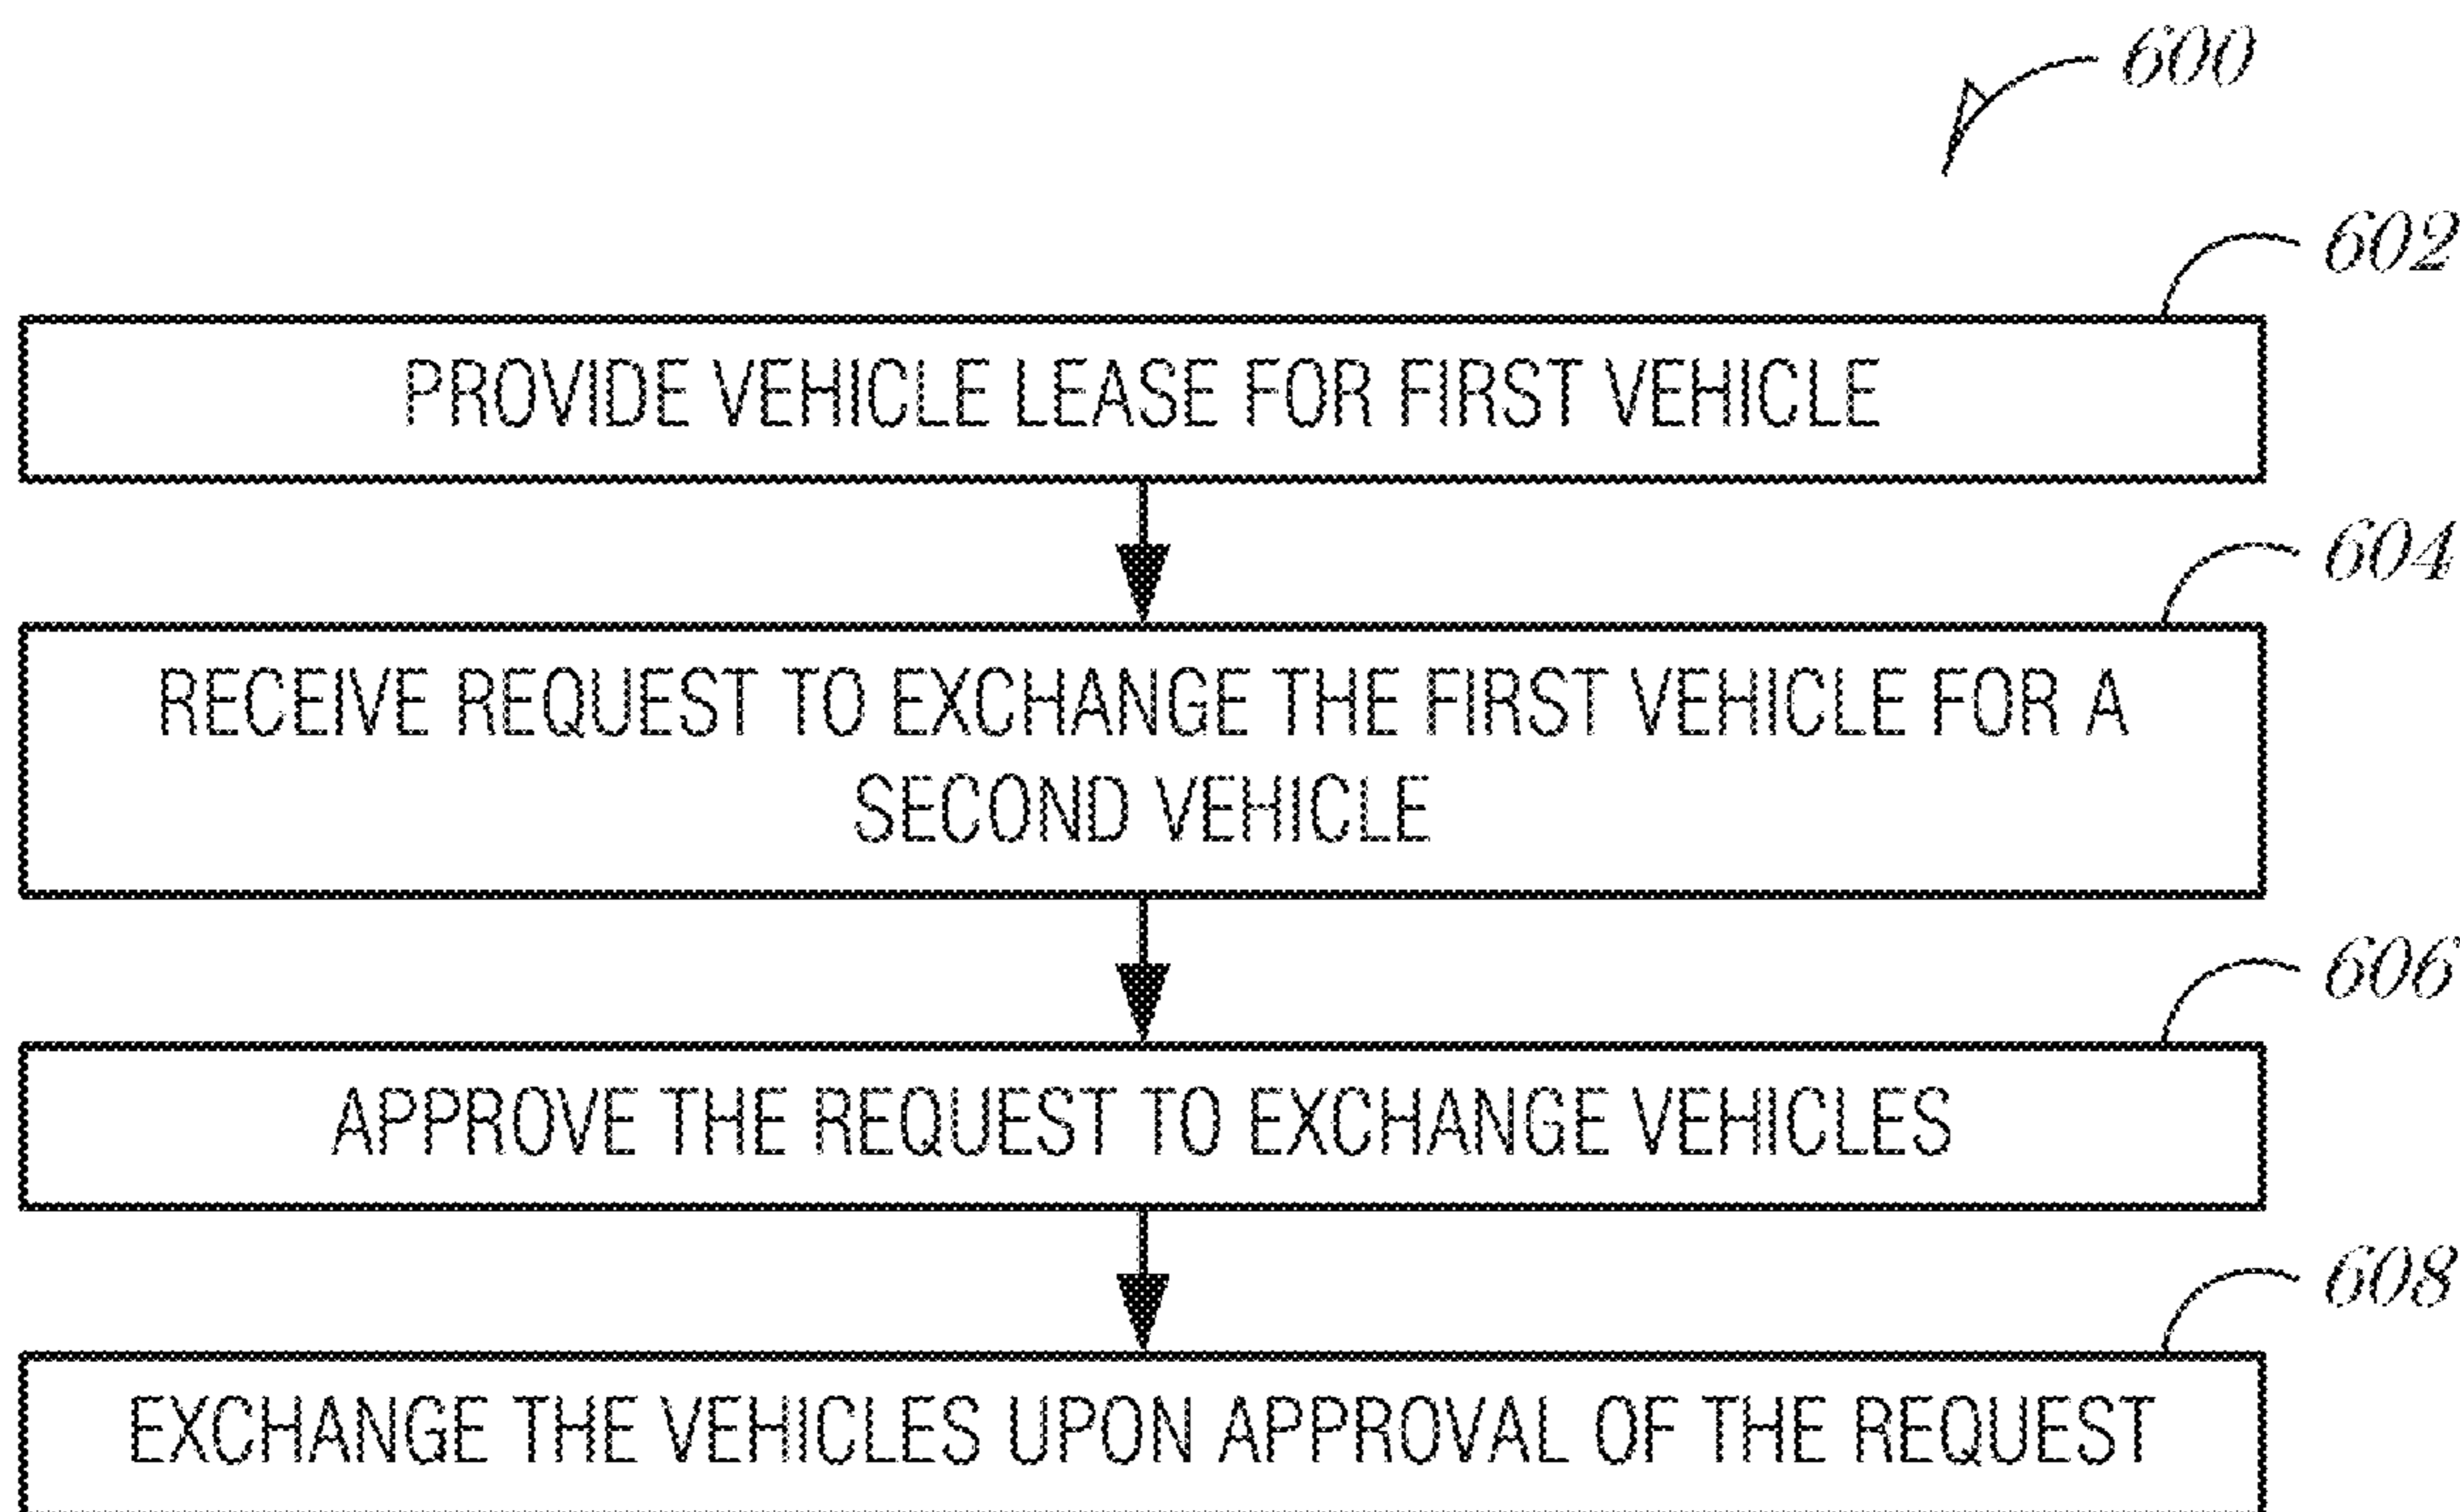 600
602
PROVIDE VEHICLE LEASE FOR FIRST VEHICLE
604
RECEIVE REQUEST TO EXCHANGE THE FIRST VEHICLE FOR A
SECOND VEHICLE
606
APPROVE THE REQUEST TO EXCHANGE VEHICLES
608
EXCHANGE THE VEHICLES UPON APPROVAL OF THE REQUEST